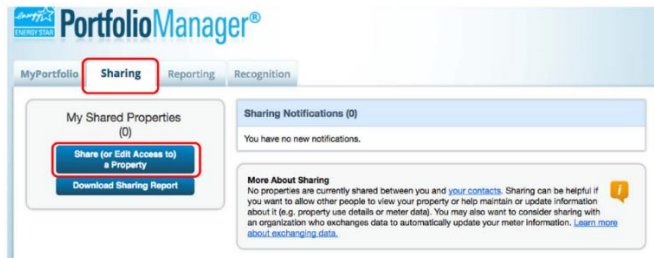 ENERGY STAR PortfolioManager®
MyPortfolio Sharing Reporting Recognition
My Shared Properties
(0)
Share (or Edit Access to)
a Property
Download Sharing Report
Sharing Notifications (0)
You have no new notifications.
More About Sharing
No properties are currently shared between you and your contacts. Sharing can be helpful if
you want to allow other people to view your property or help maintain or update information
about it (e.g. property use details or meter data). You may also want to consider sharing with
an organization who exchanges data to automatically update your meter information. Learn more
about exchanging data.